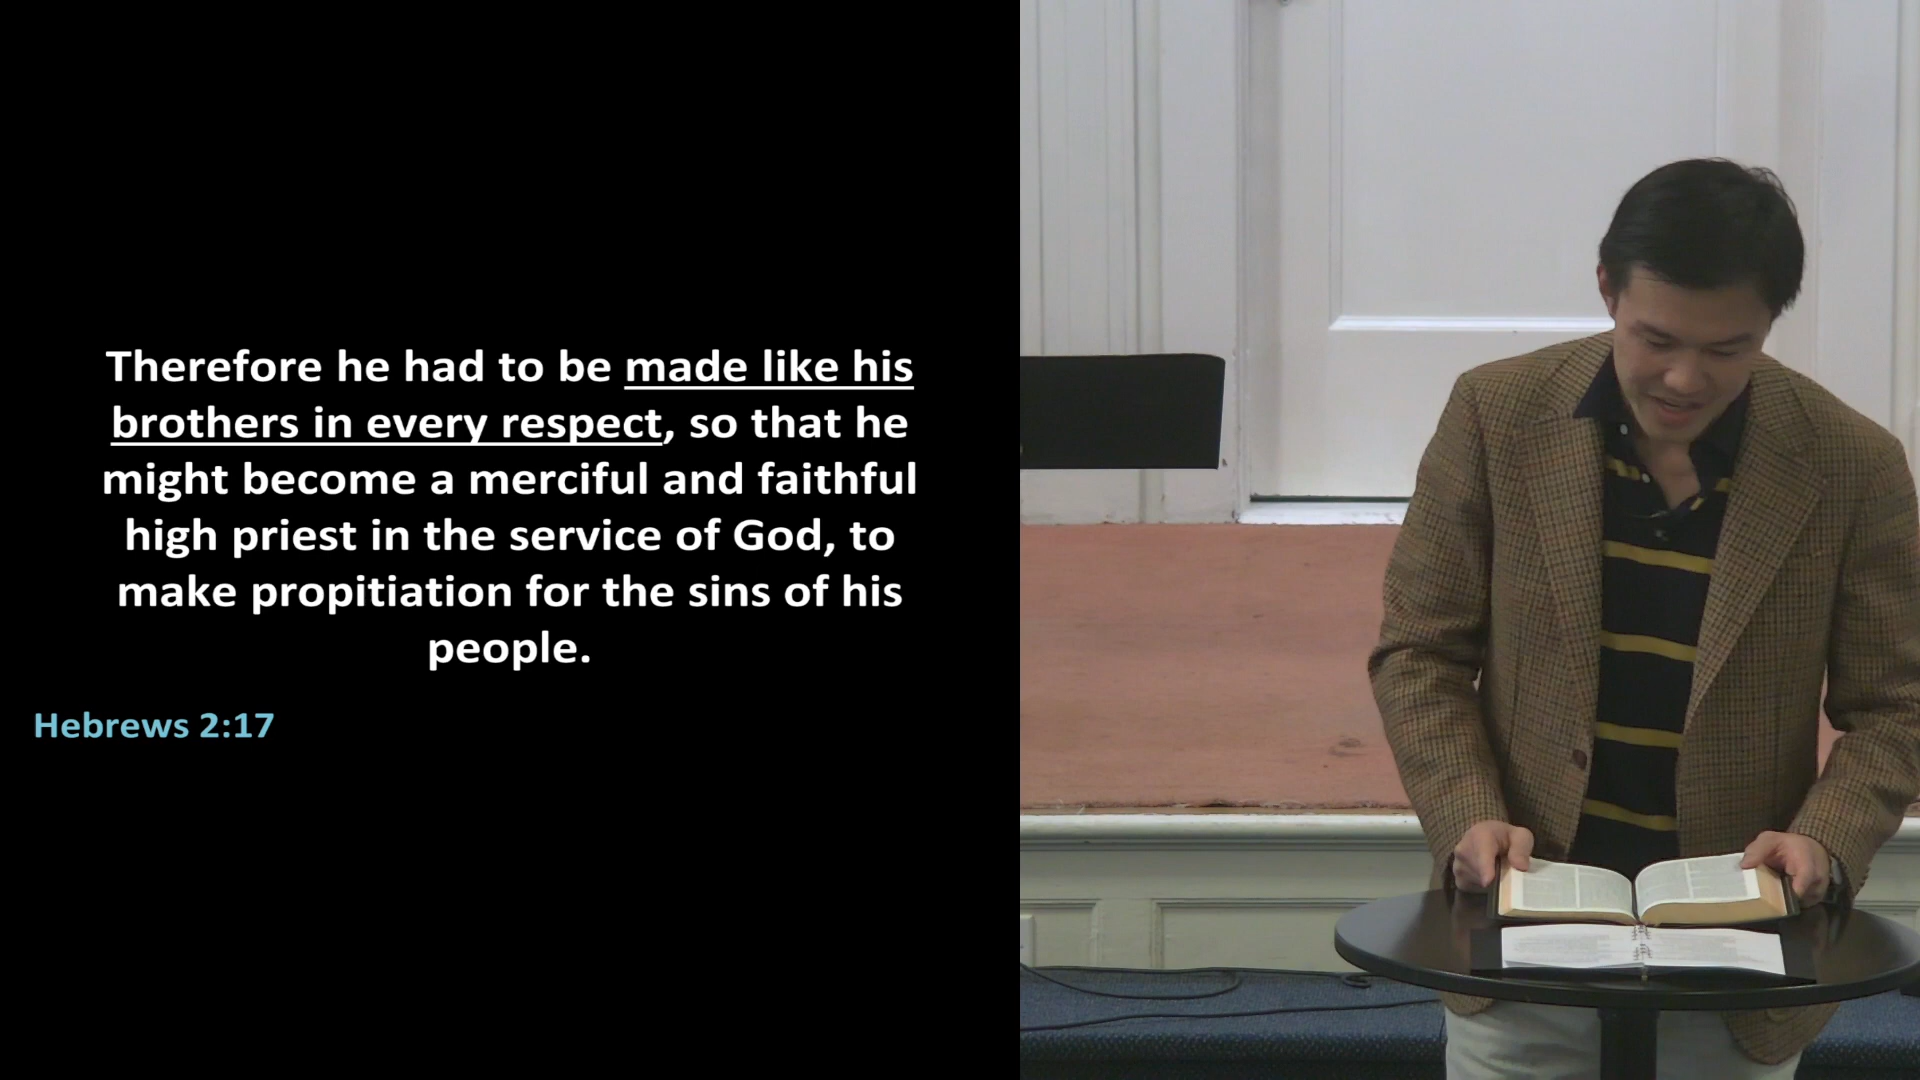 Therefore he had to be made like his
brothers in every respect, so that he
might become a merciful and faithful
high priest in the service of God, to
make propitiation for the sins of his
people.
Hebrews 2:17